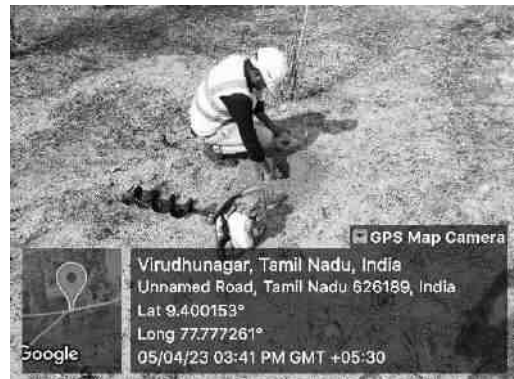 GPS Map Camera
Virudhunagar, Tamil Nadu, India
Unnamed Road, Tamil Nadu 626189, India
Lat 9.400153°
Long 77.777261°
05/04/23 03:41 PM GMT +05:30
Google